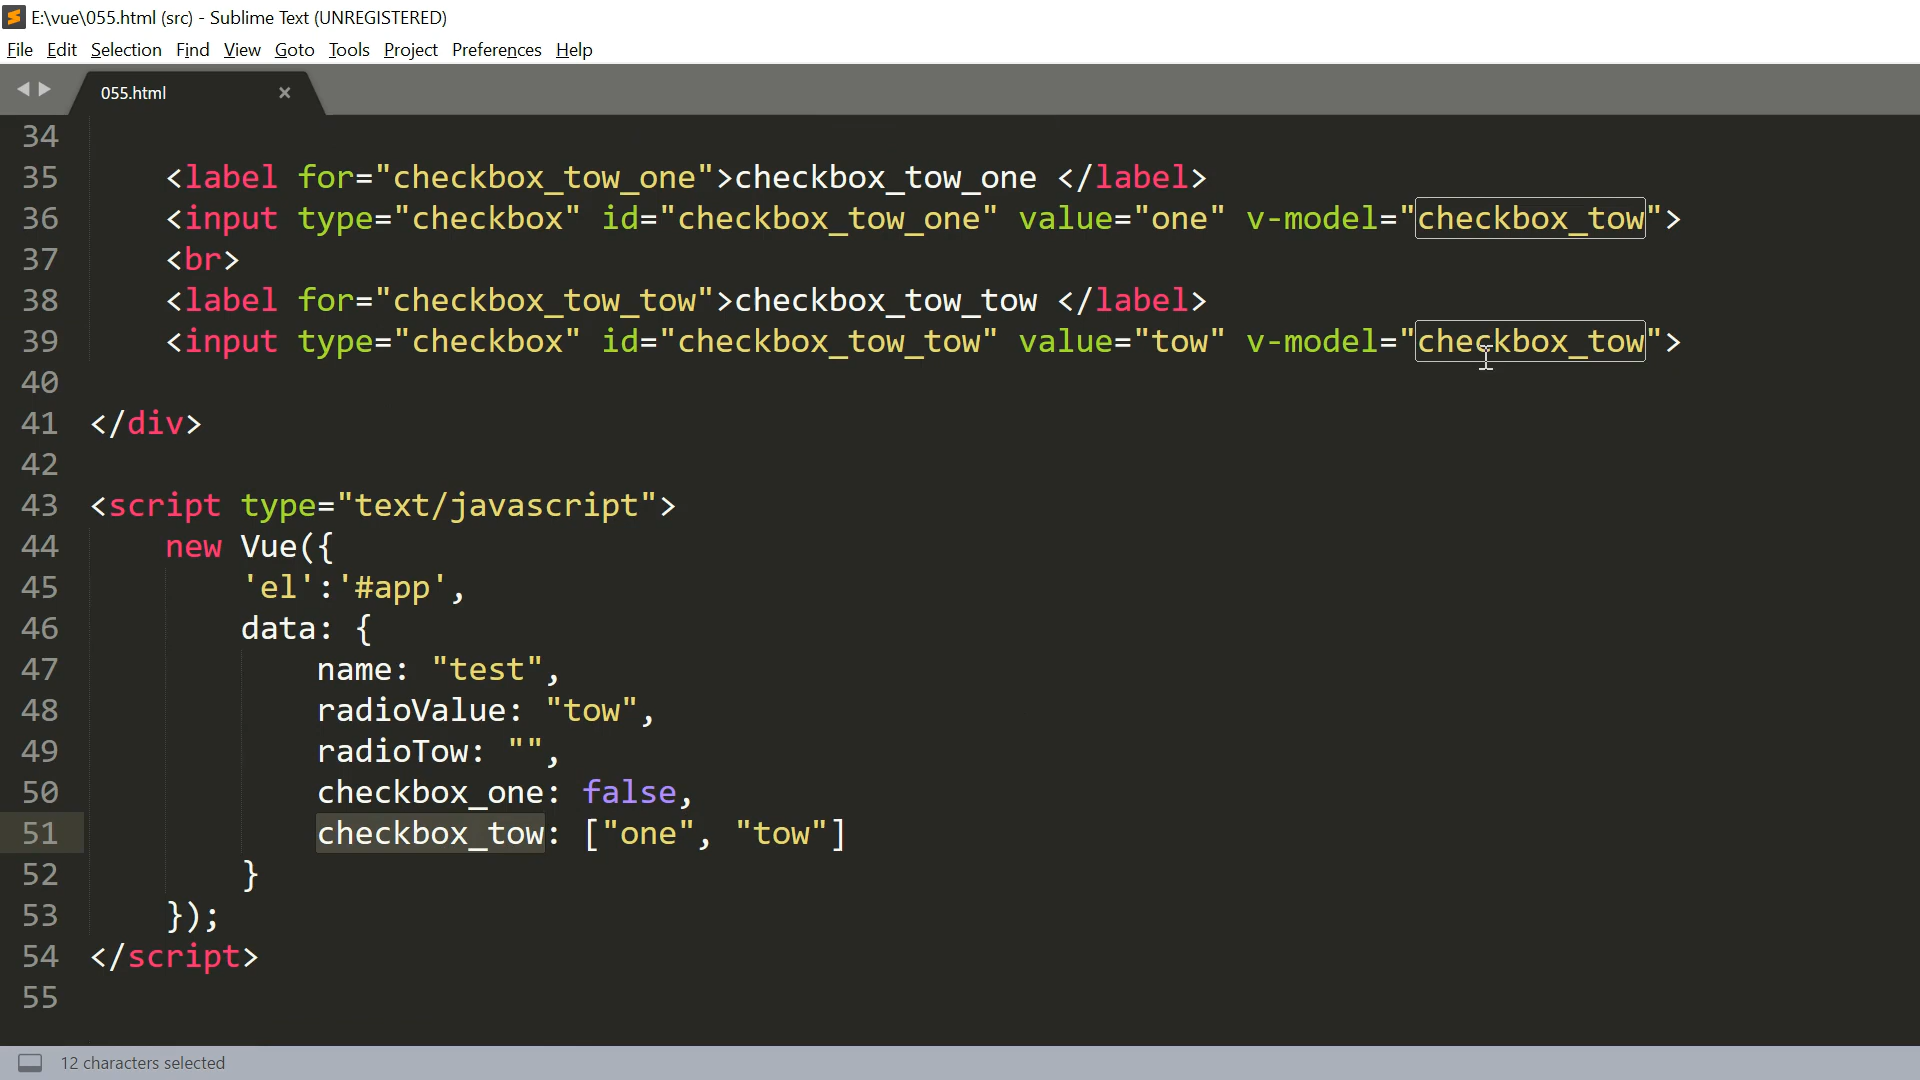 E:\vue\055.html (src) - Sublime Text (UNREGISTERED)
File Edit Selection Find View Goto Tools Project Preferences Help
055.html
34
35 <label for="checkbox_tow_one">checkbox_tow_one </label>
36 <input type="checkbox" id="checkbox_tow_one" value="one" v-model="checkbox_tow">
37 <br>
38 <label for="checkbox_tow_tow">checkbox_tow_tow </label>
39 <input type="checkbox" id="checkbox_tow_tow" value="tow" v-model="checkbox_tow">
40
41 </div>
42
43 <script type="text/javascript">
44 new Vue({
45 'el':'#app',
46 data: {
47 name: "test",
48 radioValue: "tow",
49 radioTow: "",
50 checkbox_one: false,
51 checkbox_tow: ["one", "tow"]
52 }
53 });
54 </script>
55
12 characters selected